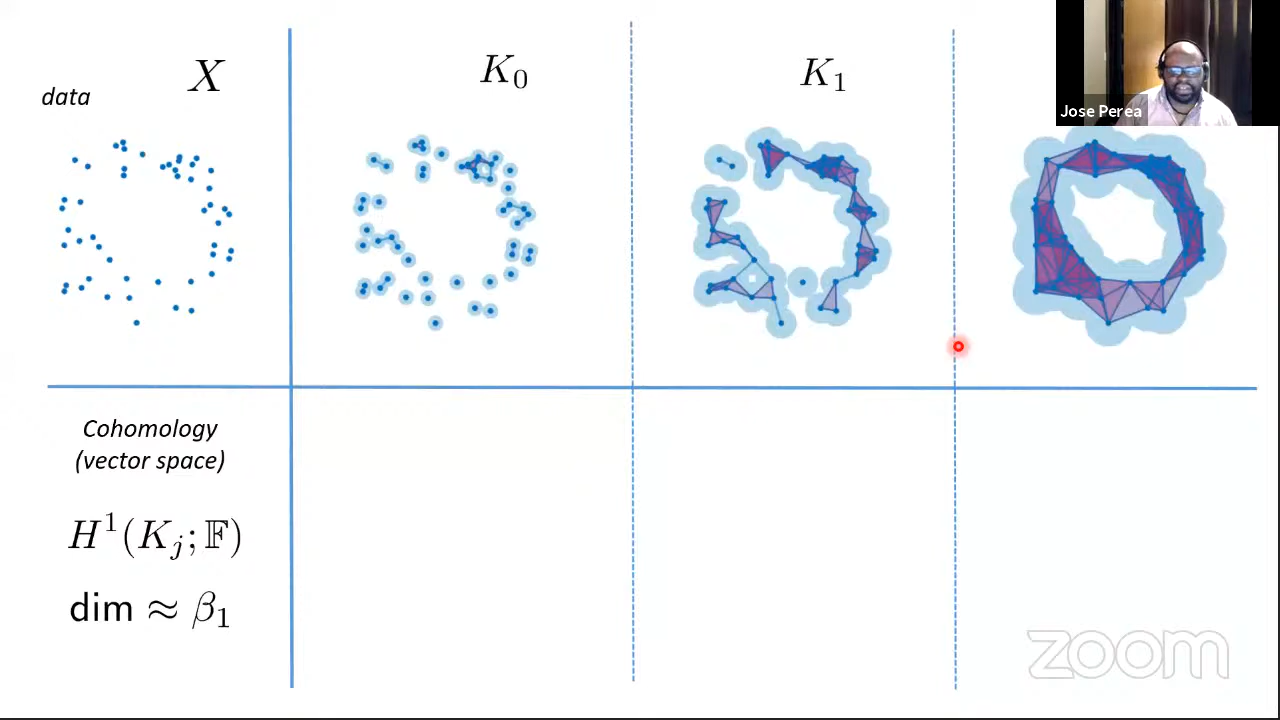 data
X
K₀
K₁
Jose Perea
Cohomology
(vector space)
H¹(Kⱼ; 𝔽)
dim ≈ β₁
zoom